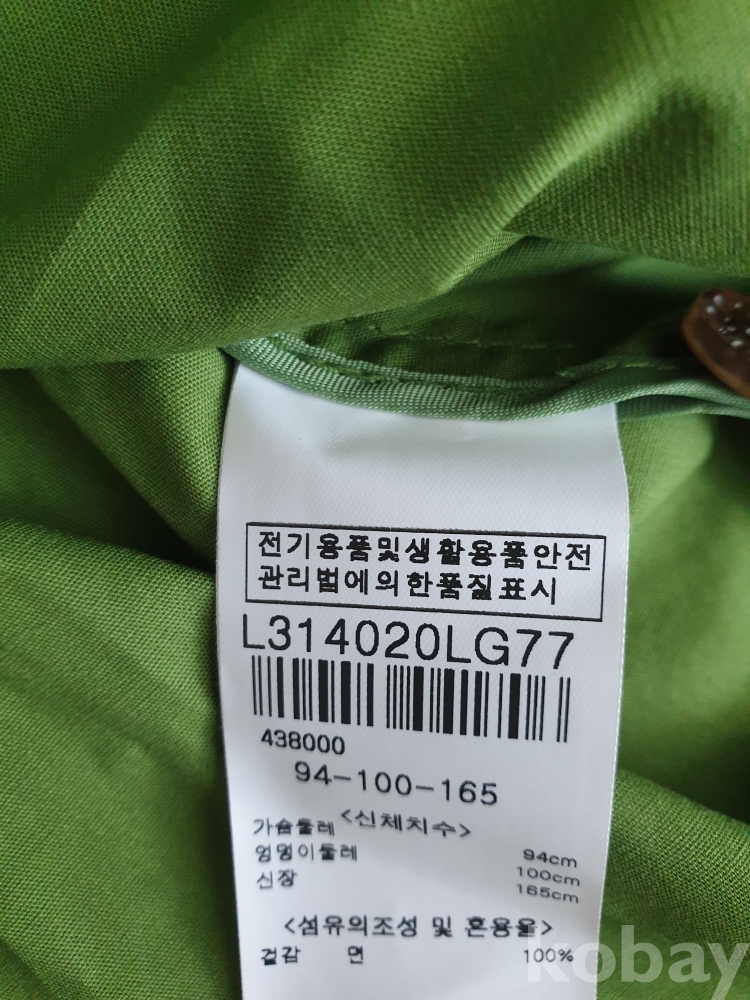 전기용품및생활용품안전
관리법에의한품질표시
L314020LG77
438000
94-100-165
<신체치수>
가슴둘레 94cm
엉덩이둘레 100cm
신장 165cm
<섬유의조성 및 혼용율>
겉감 면 100%
kobay